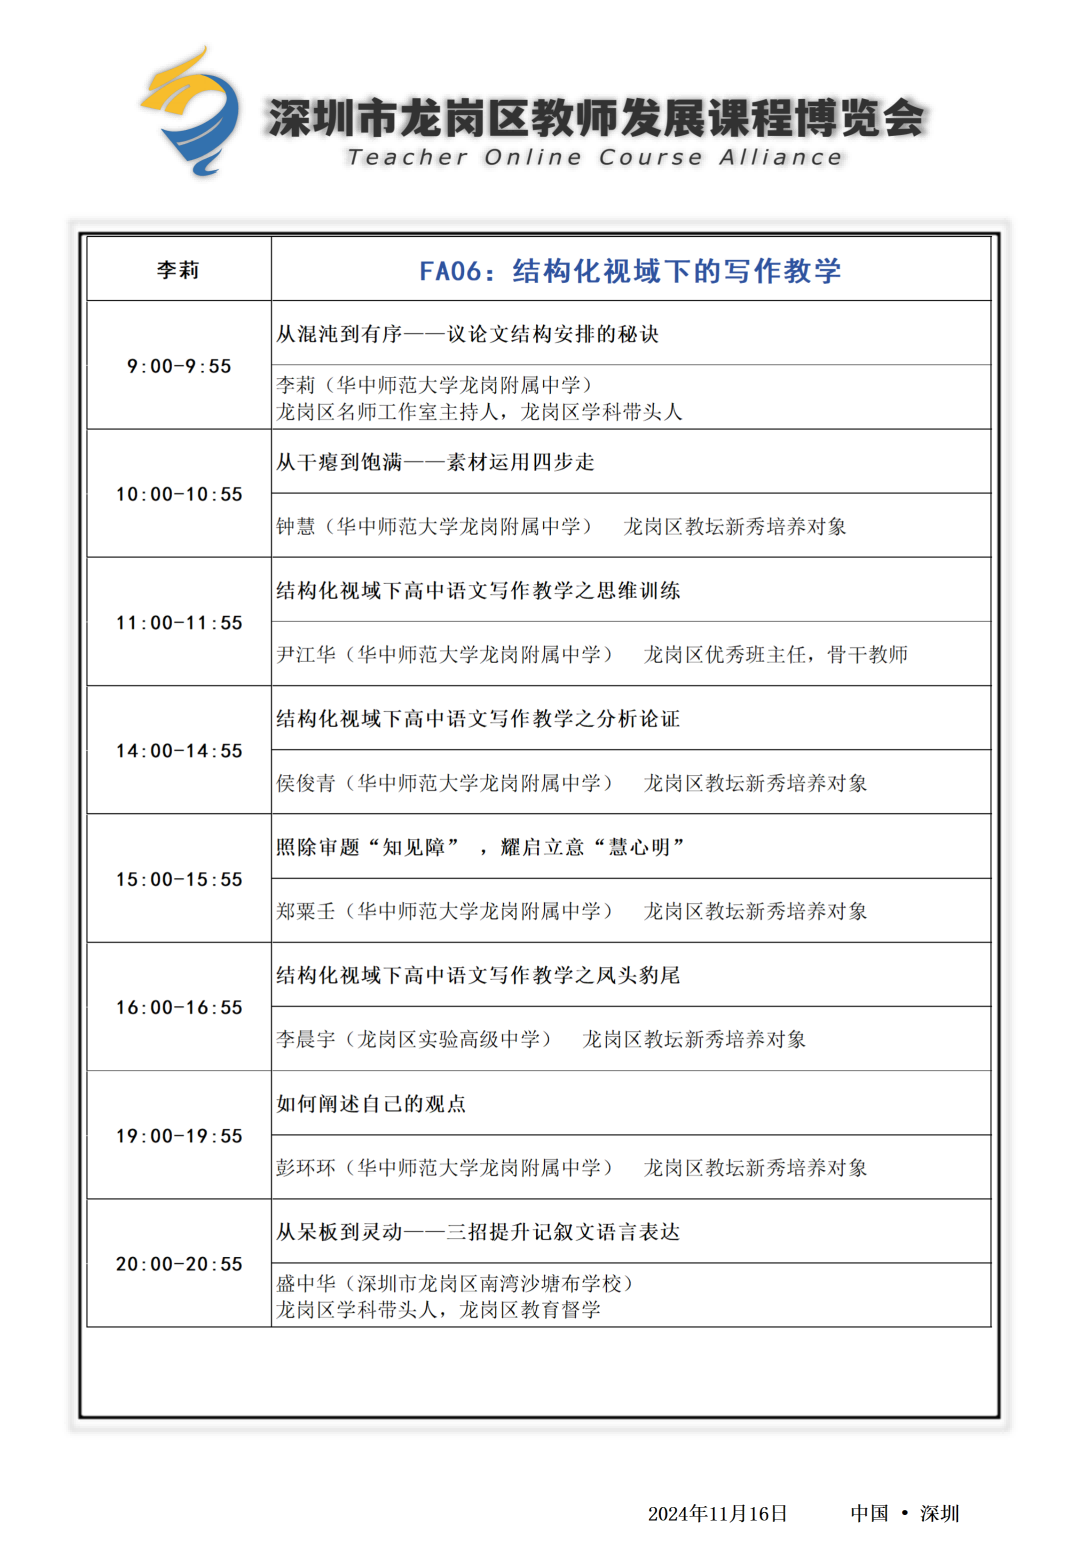 深圳市龙岗区教师发展课程博览会
Teacher Online Course Alliance
李莉
FA06：结构化视域下的写作教学
9:00-9:55
从混沌到有序——议论文结构安排的秘诀
李莉（华中师范大学龙岗附属中学）
龙岗区名师工作室主持人，龙岗区学科带头人
10:00-10:55
从干瘪到饱满——素材运用四步走
钟慧（华中师范大学龙岗附属中学） 龙岗区教坛新秀培养对象
11:00-11:55
结构化视域下高中语文写作教学之思维训练
尹江华（华中师范大学龙岗附属中学） 龙岗区优秀班主任，骨干教师
14:00-14:55
结构化视域下高中语文写作教学之分析论证
侯俊青（华中师范大学龙岗附属中学） 龙岗区教坛新秀培养对象
15:00-15:55
照除审题“知见障” ，耀启立意“慧心明”
郑粟壬（华中师范大学龙岗附属中学） 龙岗区教坛新秀培养对象
16:00-16:55
结构化视域下高中语文写作教学之凤头豹尾
李晨宇（龙岗区实验高级中学） 龙岗区教坛新秀培养对象
19:00-19:55
如何阐述自己的观点
彭环环（华中师范大学龙岗附属中学） 龙岗区教坛新秀培养对象
20:00-20:55
从呆板到灵动——三招提升记叙文语言表达
盛中华（深圳市龙岗区南湾沙塘布学校）
龙岗区学科带头人，龙岗区教育督学
2024年11月16日 中国 • 深圳